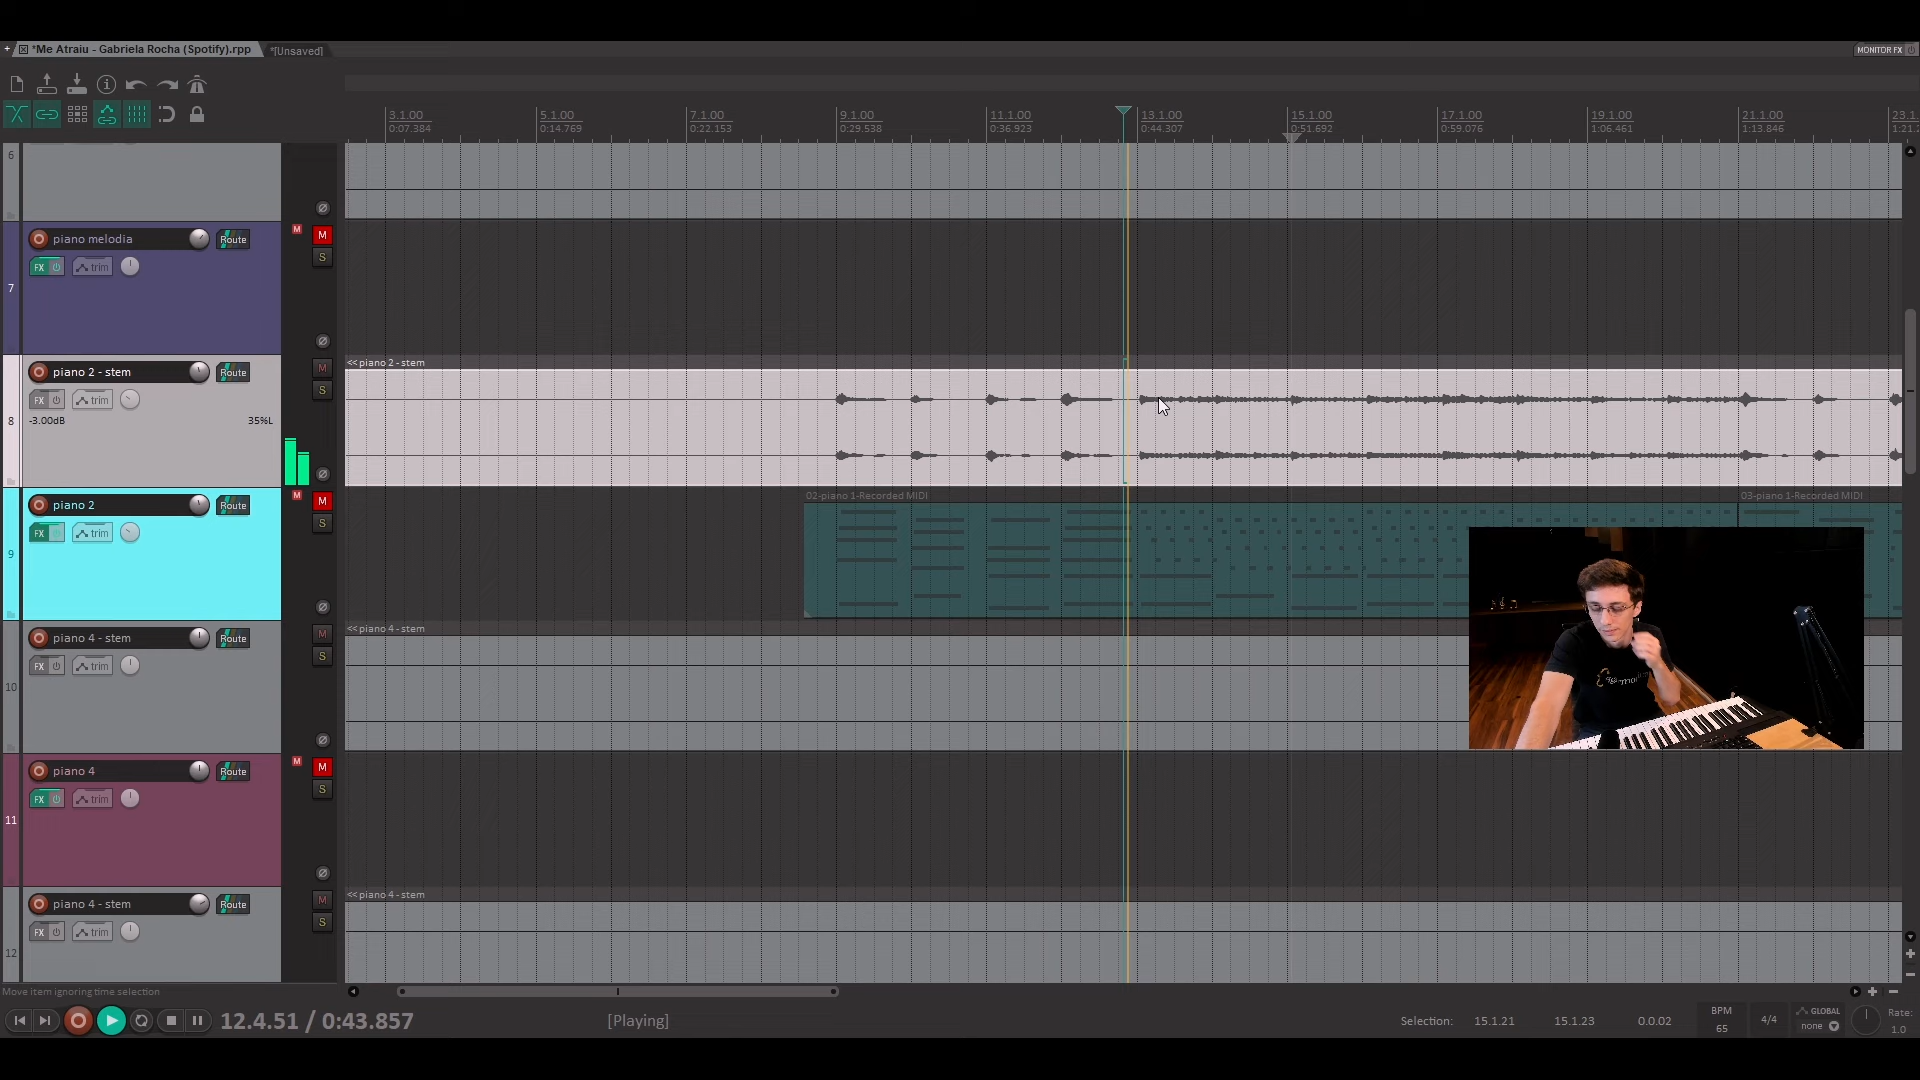 + *Me Atraiu - Gabriela Rocha (Spotify).rpp *[Unsaved] MONITOR FX
3.1.00 5.1.00 7.1.00 9.1.00 11.1.00 13.1.00 15.1.00 17.1.00 19.1.00 21.1.00 23.1.
0:07.384 0:14.769 0:22.153 0:29.538 0:36.923 0:44.307 0:51.692 0:59.076 1:06.461 1:13.846 1:21.2
6
piano melodia Route M M
FX trim S
7
<< piano 2 - stem
piano 2 - stem Route M
FX trim S
-3.00dB 35%L
8
02-piano 1-Recorded MIDI 03-piano 1-Recorded MIDI
piano 2 Route M M
FX trim S
9
<< piano 4 - stem
piano 4 - stem Route M
FX trim S
10
piano 4 Route M M
FX trim S
11
<< piano 4 - stem
piano 4 - stem Route M
FX trim S
12
Move item ignoring time selection
12.4.51 / 0:43.857 [Playing] Selection: 15.1.21 15.1.23 0.0.02
BPM
65
4/4
GLOBAL
none
Rate:
1.0